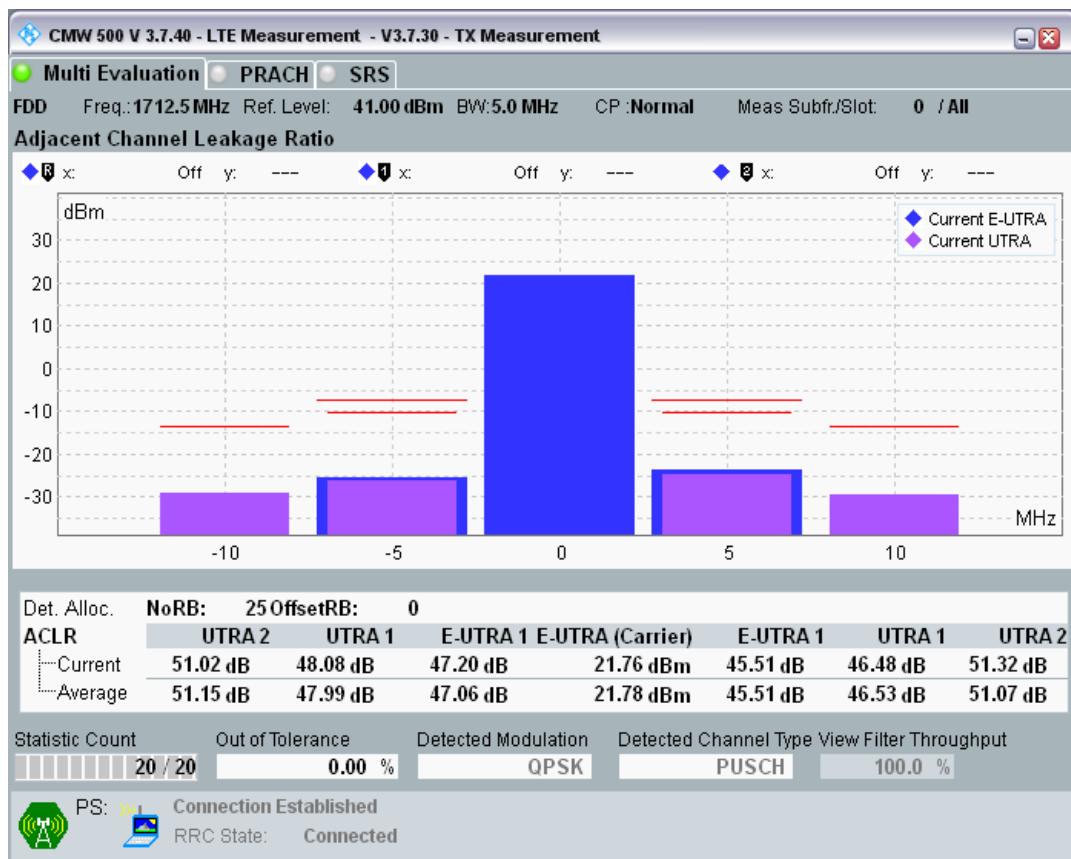 CMW 500 V 3.7.40 - LTE Measurement - V3.7.30 - TX Measurement
Multi Evaluation PRACH SRS
FDD Freq.:1712.5 MHz Ref. Level: 41.00 dBm BW:5.0 MHz CP :Normal Meas Subfr./Slot: 0 / All
Adjacent Channel Leakage Ratio
R x: Off y: --- 1 x: Off y: --- 2 x: Off y: ---
dBm
Current E-UTRA
Current UTRA
30
20
10
0
-10
-20
-30
MHz
-10 -5 0 5 10
Det. Alloc. NoRB: 25 OffsetRB: 0
ACLR UTRA 2 UTRA 1 E-UTRA 1 E-UTRA (Carrier) E-UTRA 1 UTRA 1 UTRA 2
Current 51.02 dB 48.08 dB 47.20 dB 21.76 dBm 45.51 dB 46.48 dB 51.32 dB
Average 51.15 dB 47.99 dB 47.06 dB 21.78 dBm 45.51 dB 46.53 dB 51.07 dB
Statistic Count Out of Tolerance Detected Modulation Detected Channel Type View Filter Throughput
20 / 20 0.00 % QPSK PUSCH 100.0 %
PS: Connection Established
RRC State: Connected